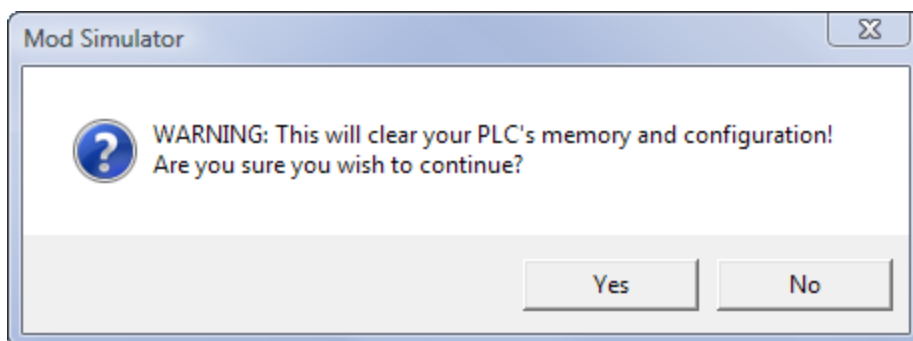 Mod Simulator
WARNING: This will clear your PLC's memory and configuration!
Are you sure you wish to continue?
Yes No